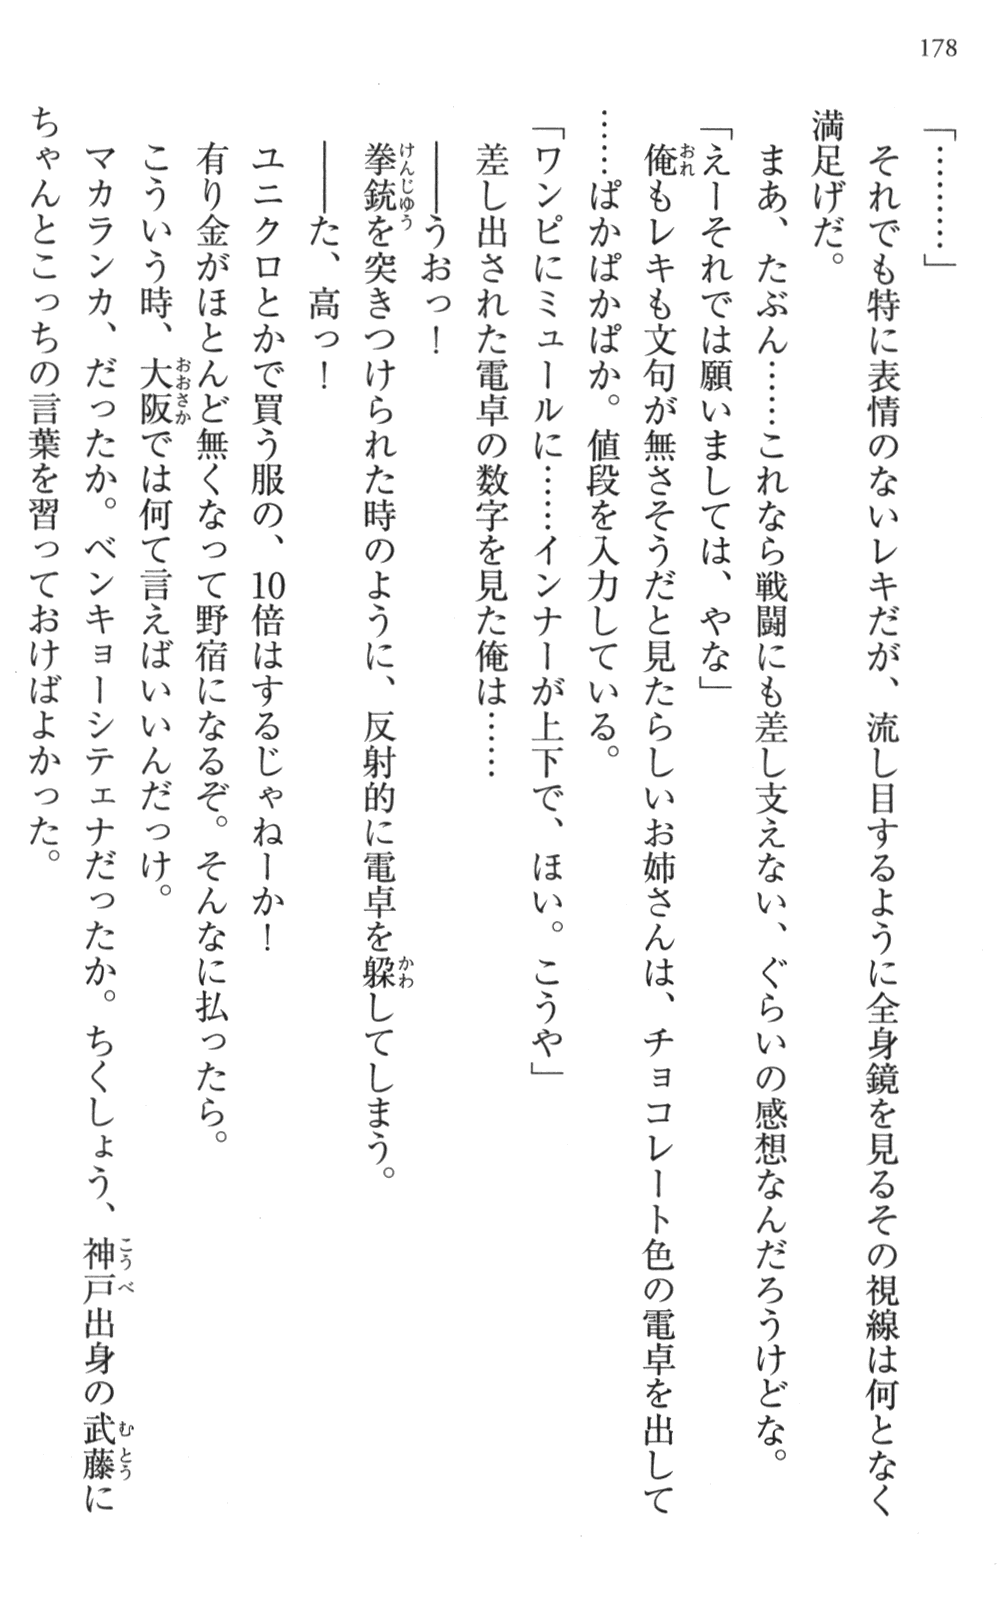 178
「………」
それでも特に表情のないレキだが、流し目するように全身鏡を見るその視線は何となく
満足げだ。
まあ、たぶん……これなら戦闘にも差し支えない、ぐらいの感想なんだろうけどな。
「えーそれでは願いましては、やな」
俺もレキも文句が無さそうだと見たらしいお姉さんは、チョコレート色の電卓を出して
……ぱかぱかぱか。値段を入力している。
「ワンピにミュールに……インナーが上下で、ほい。こうや」
差し出された電卓の数字を見た俺は……
――うおっ！
拳銃を突きつけられた時のように、反射的に電卓を躱してしまう。
――た、高っ！
ユニクロとかで買う服の、10倍はするじゃねーか！
有り金がほとんど無くなって野宿になるぞ。そんなに払ったら。
こういう時、大阪では何て言えばいいんだっけ。
マカランカ、だったか。ベンキョーシテェナだったか。ちくしょう、神戸出身の武藤に
ちゃんとこっちの言葉を習っておけばよかった。